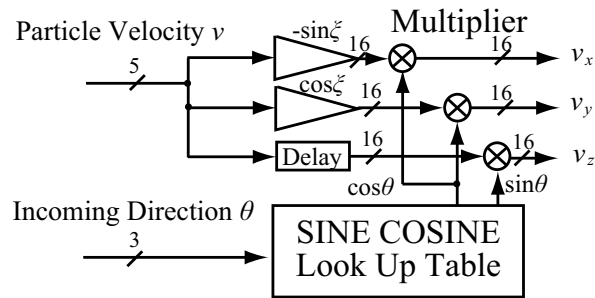 Particle Velocity v
-sinξ
Multiplier
5
16
16
vx
cosξ
16
16
vy
Delay
16
16
vz
cosθ
sinθ
Incoming Direction θ
3
SINE COSINE
Look Up Table